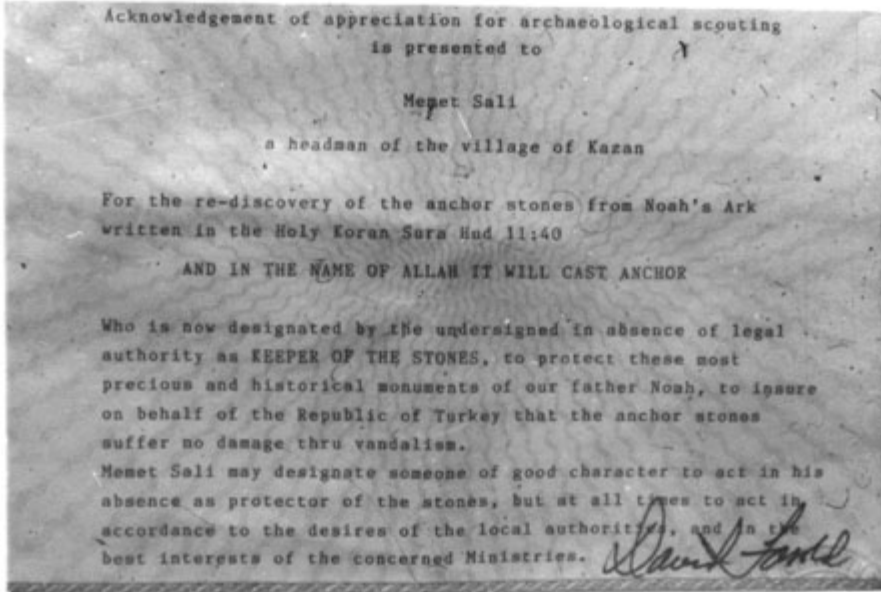 Acknowledgement of appreciation for archaeological scouting
is presented to
Memet Sali
a headman of the village of Kazan
For the re-discovery of the anchor stones from Noah's Ark
written in the Holy Koran Sura Hud 11:40
AND IN THE NAME OF ALLAH IT WILL CAST ANCHOR
Who is now designated by the undersigned in absence of legal
authority as KEEPER OF THE STONES, to protect these most
precious and historical monuments of our father Noah, to insure
on behalf of the Republic of Turkey that the anchor stones
suffer no damage thru vandalism.
Memet Sali may designate someone of good character to act in his
absence as protector of the stones, but at all times to act in
accordance to the desires of the local authorities, and in the
best interests of the concerned Ministries.
David Fasold